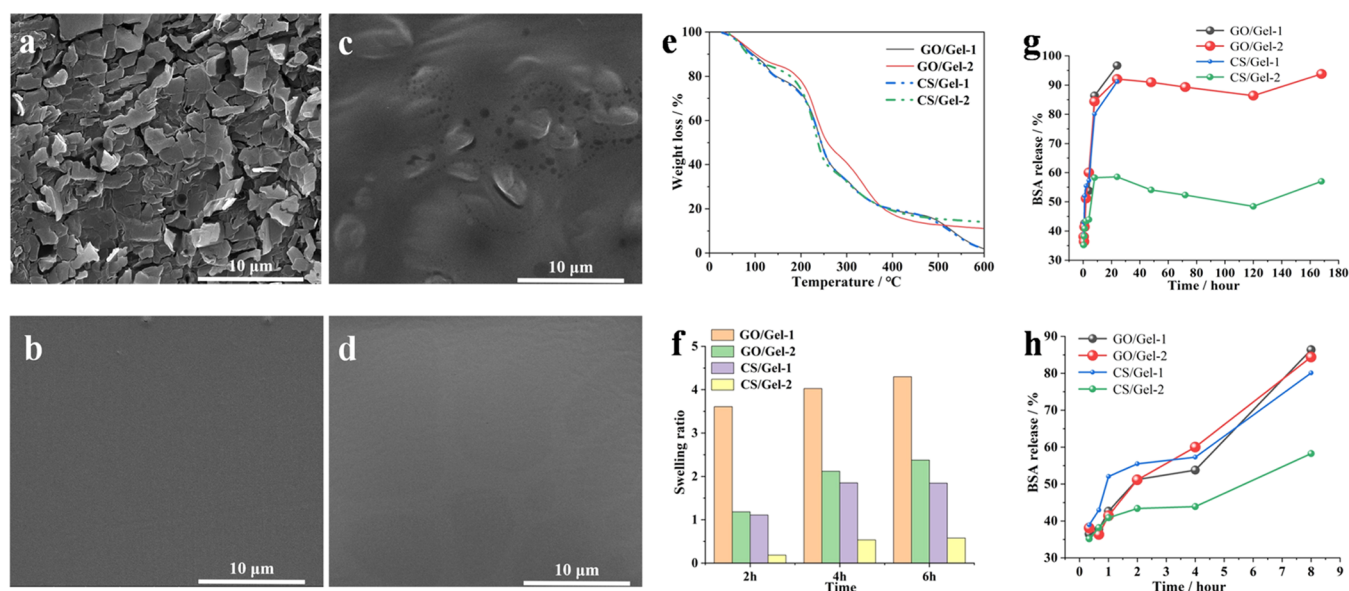 a
10 μm
c
10 μm
b
10 μm
d
10 μm
e
100
80
60
40
20
0
Weight loss / %
GO/Gel-1
GO/Gel-2
CS/Gel-1
CS/Gel-2
0 100 200 300 400 500 600
Temperature / °C
f
GO/Gel-1
GO/Gel-2
CS/Gel-1
CS/Gel-2
5
4
3
2
1
0
Swelling ratio
2h 4h 6h
Time
g
GO/Gel-1
GO/Gel-2
CS/Gel-1
CS/Gel-2
100
90
80
70
60
50
40
30
BSA release / %
0 20 40 60 80 100 120 140 160 180
Time / hour
h
GO/Gel-1
GO/Gel-2
CS/Gel-1
CS/Gel-2
90
80
70
60
50
40
30
BSA release / %
0 1 2 3 4 5 6 7 8 9
Time / hour